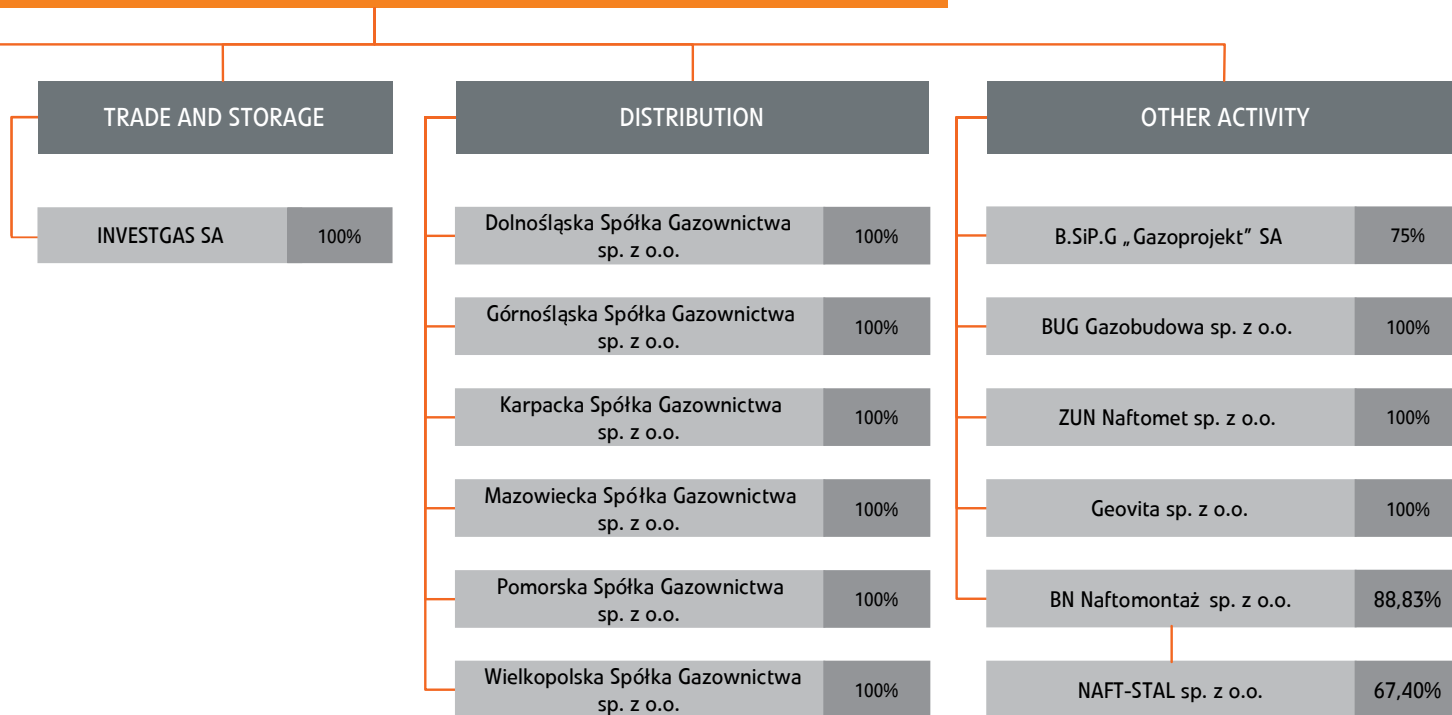 TRADE AND STORAGE
INVESTGAS SA
100%
DISTRIBUTION
Dolnośląska Spółka Gazownictwa
sp. z o.o.
100%
Górnośląska Spółka Gazownictwa
sp. z o.o.
100%
Karpacka Spółka Gazownictwa
sp. z o.o.
100%
Mazowiecka Spółka Gazownictwa
sp. z o.o.
100%
Pomorska Spółka Gazownictwa
sp. z o.o.
100%
Wielkopolska Spółka Gazownictwa
sp. z o.o.
100%
OTHER ACTIVITY
B.SiP.G „Gazoprojekt” SA
75%
BUG Gazobudowa sp. z o.o.
100%
ZUN Naftomet sp. z o.o.
100%
Geovita sp. z o.o.
100%
BN Naftomontaż sp. z o.o.
88,83%
NAFT-STAL sp. z o.o.
67,40%